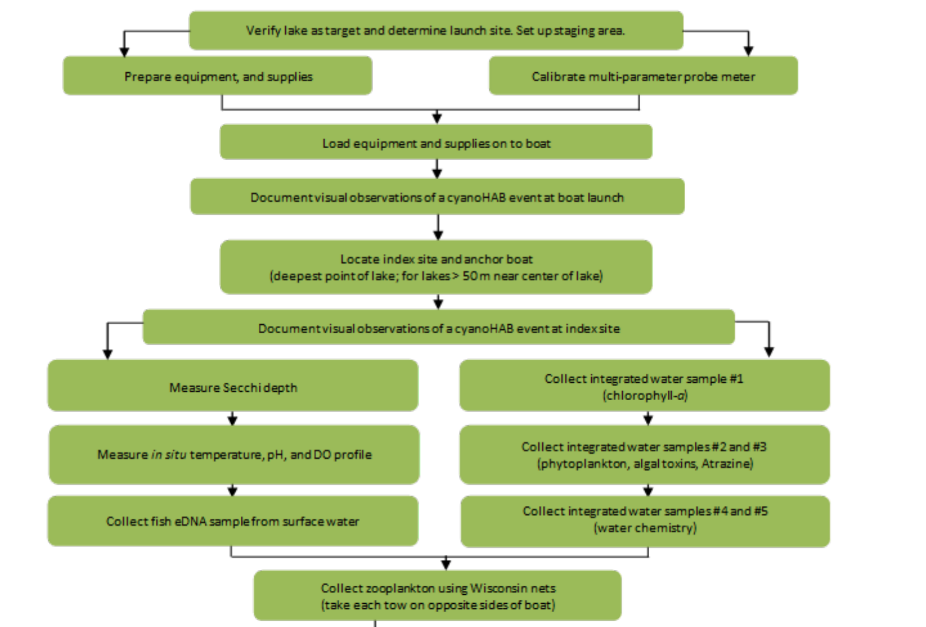 Verify lake as target and determine launch site. Set up staging area.
Prepare equipment, and supplies
Calibrate multi-parameter probe meter
Load equipment and supplies on to boat
Document visual observations of a cyanoHAB event at boat launch
Locate index site and anchor boat
(deepest point of lake; for lakes > 50 m near center of lake)
Document visual observations of a cyanoHAB event at index site
Measure Secchi depth
Measure in situ temperature, pH, and DO profile
Collect fish eDNA sample from surface water
Collect integrated water sample #1
(chlorophyll-a)
Collect integrated water samples #2 and #3
(phytoplankton, algal toxins, Atrazine)
Collect integrated water samples #4 and #5
(water chemistry)
Collect zooplankton using Wisconsin nets
(take each tow on opposite sides of boat)